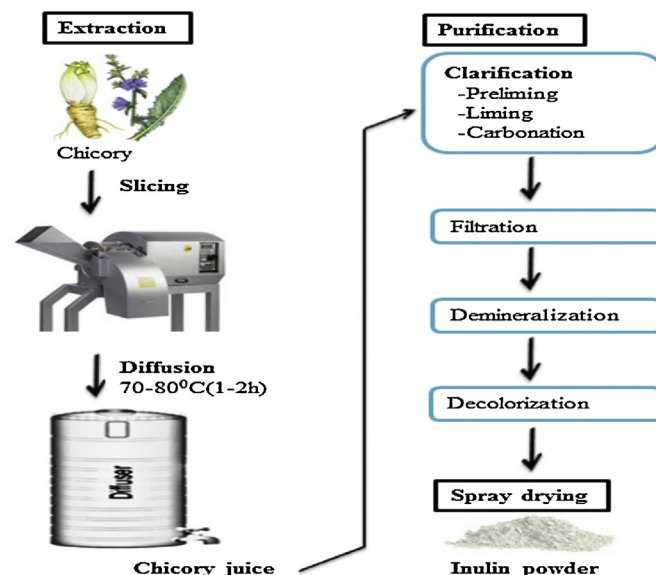 Extraction
Chicory
Slicing
Diffusion
70-80⁰C(1-2h)
Diffuser
Chicory juice
Purification
Clarification
-Preliming
-Liming
-Carbonation
Filtration
Demineralization
Decolorization
Spray drying
Inulin powder